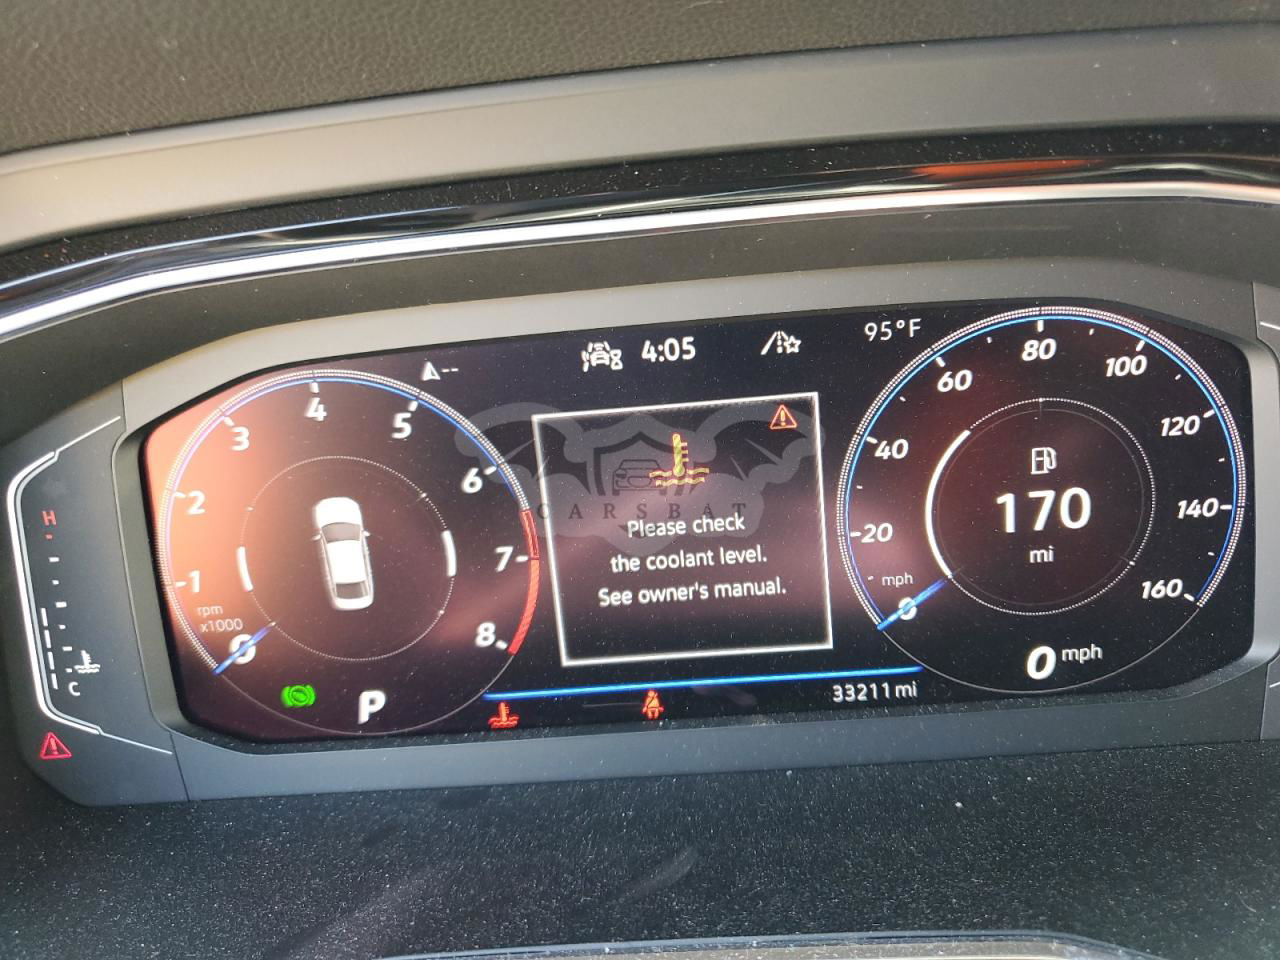 4:05
95°F
--
H
C
1
2
3
4
5
6
7
8
0
rpm
x1000
P
CARSBAT
Please check
the coolant level.
See owner's manual.
33211 mi
20
40
60
80
100
120
140
160
mph
0
170
mi
0 mph